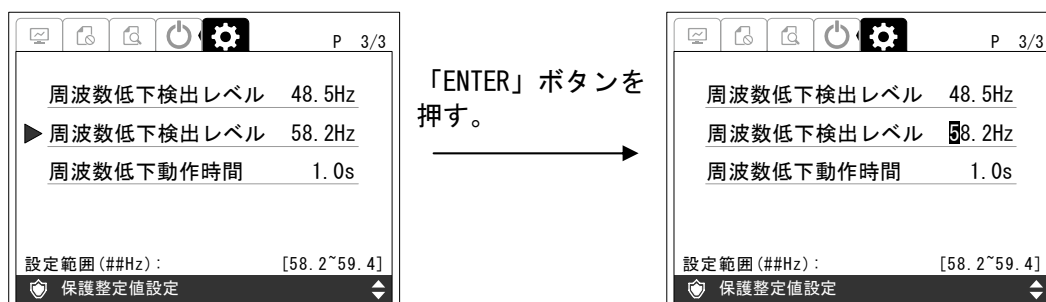 P 3/3
周波数低下検出レベル 48.5Hz
周波数低下検出レベル 58.2Hz
周波数低下動作時間 1.0s
設定範囲(##Hz): [58.2~59.4]
保護整定値設定
「ENTER」ボタンを
押す。
P 3/3
周波数低下検出レベル 48.5Hz
周波数低下検出レベル 58.2Hz
周波数低下動作時間 1.0s
設定範囲(##Hz): [58.2~59.4]
保護整定値設定